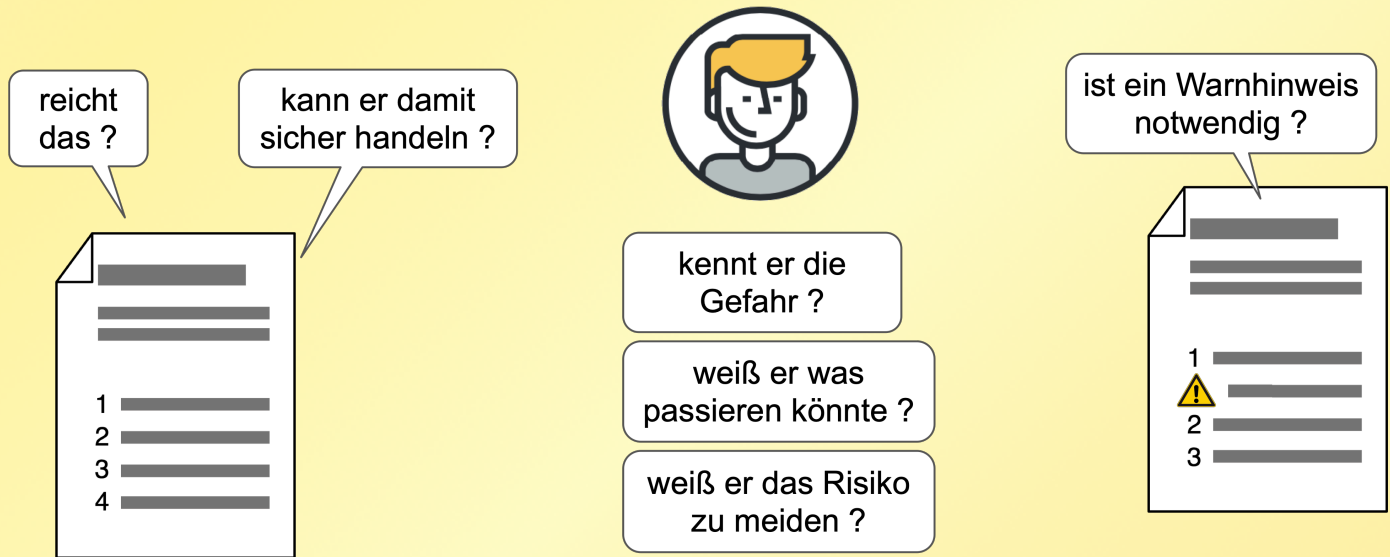 reicht
das ?
kann er damit
sicher handeln ?
1
2
3
4
kennt er die
Gefahr ?
weiß er was
passieren könnte ?
weiß er das Risiko
zu meiden ?
ist ein Warnhinweis
notwendig ?
1
!
2
3